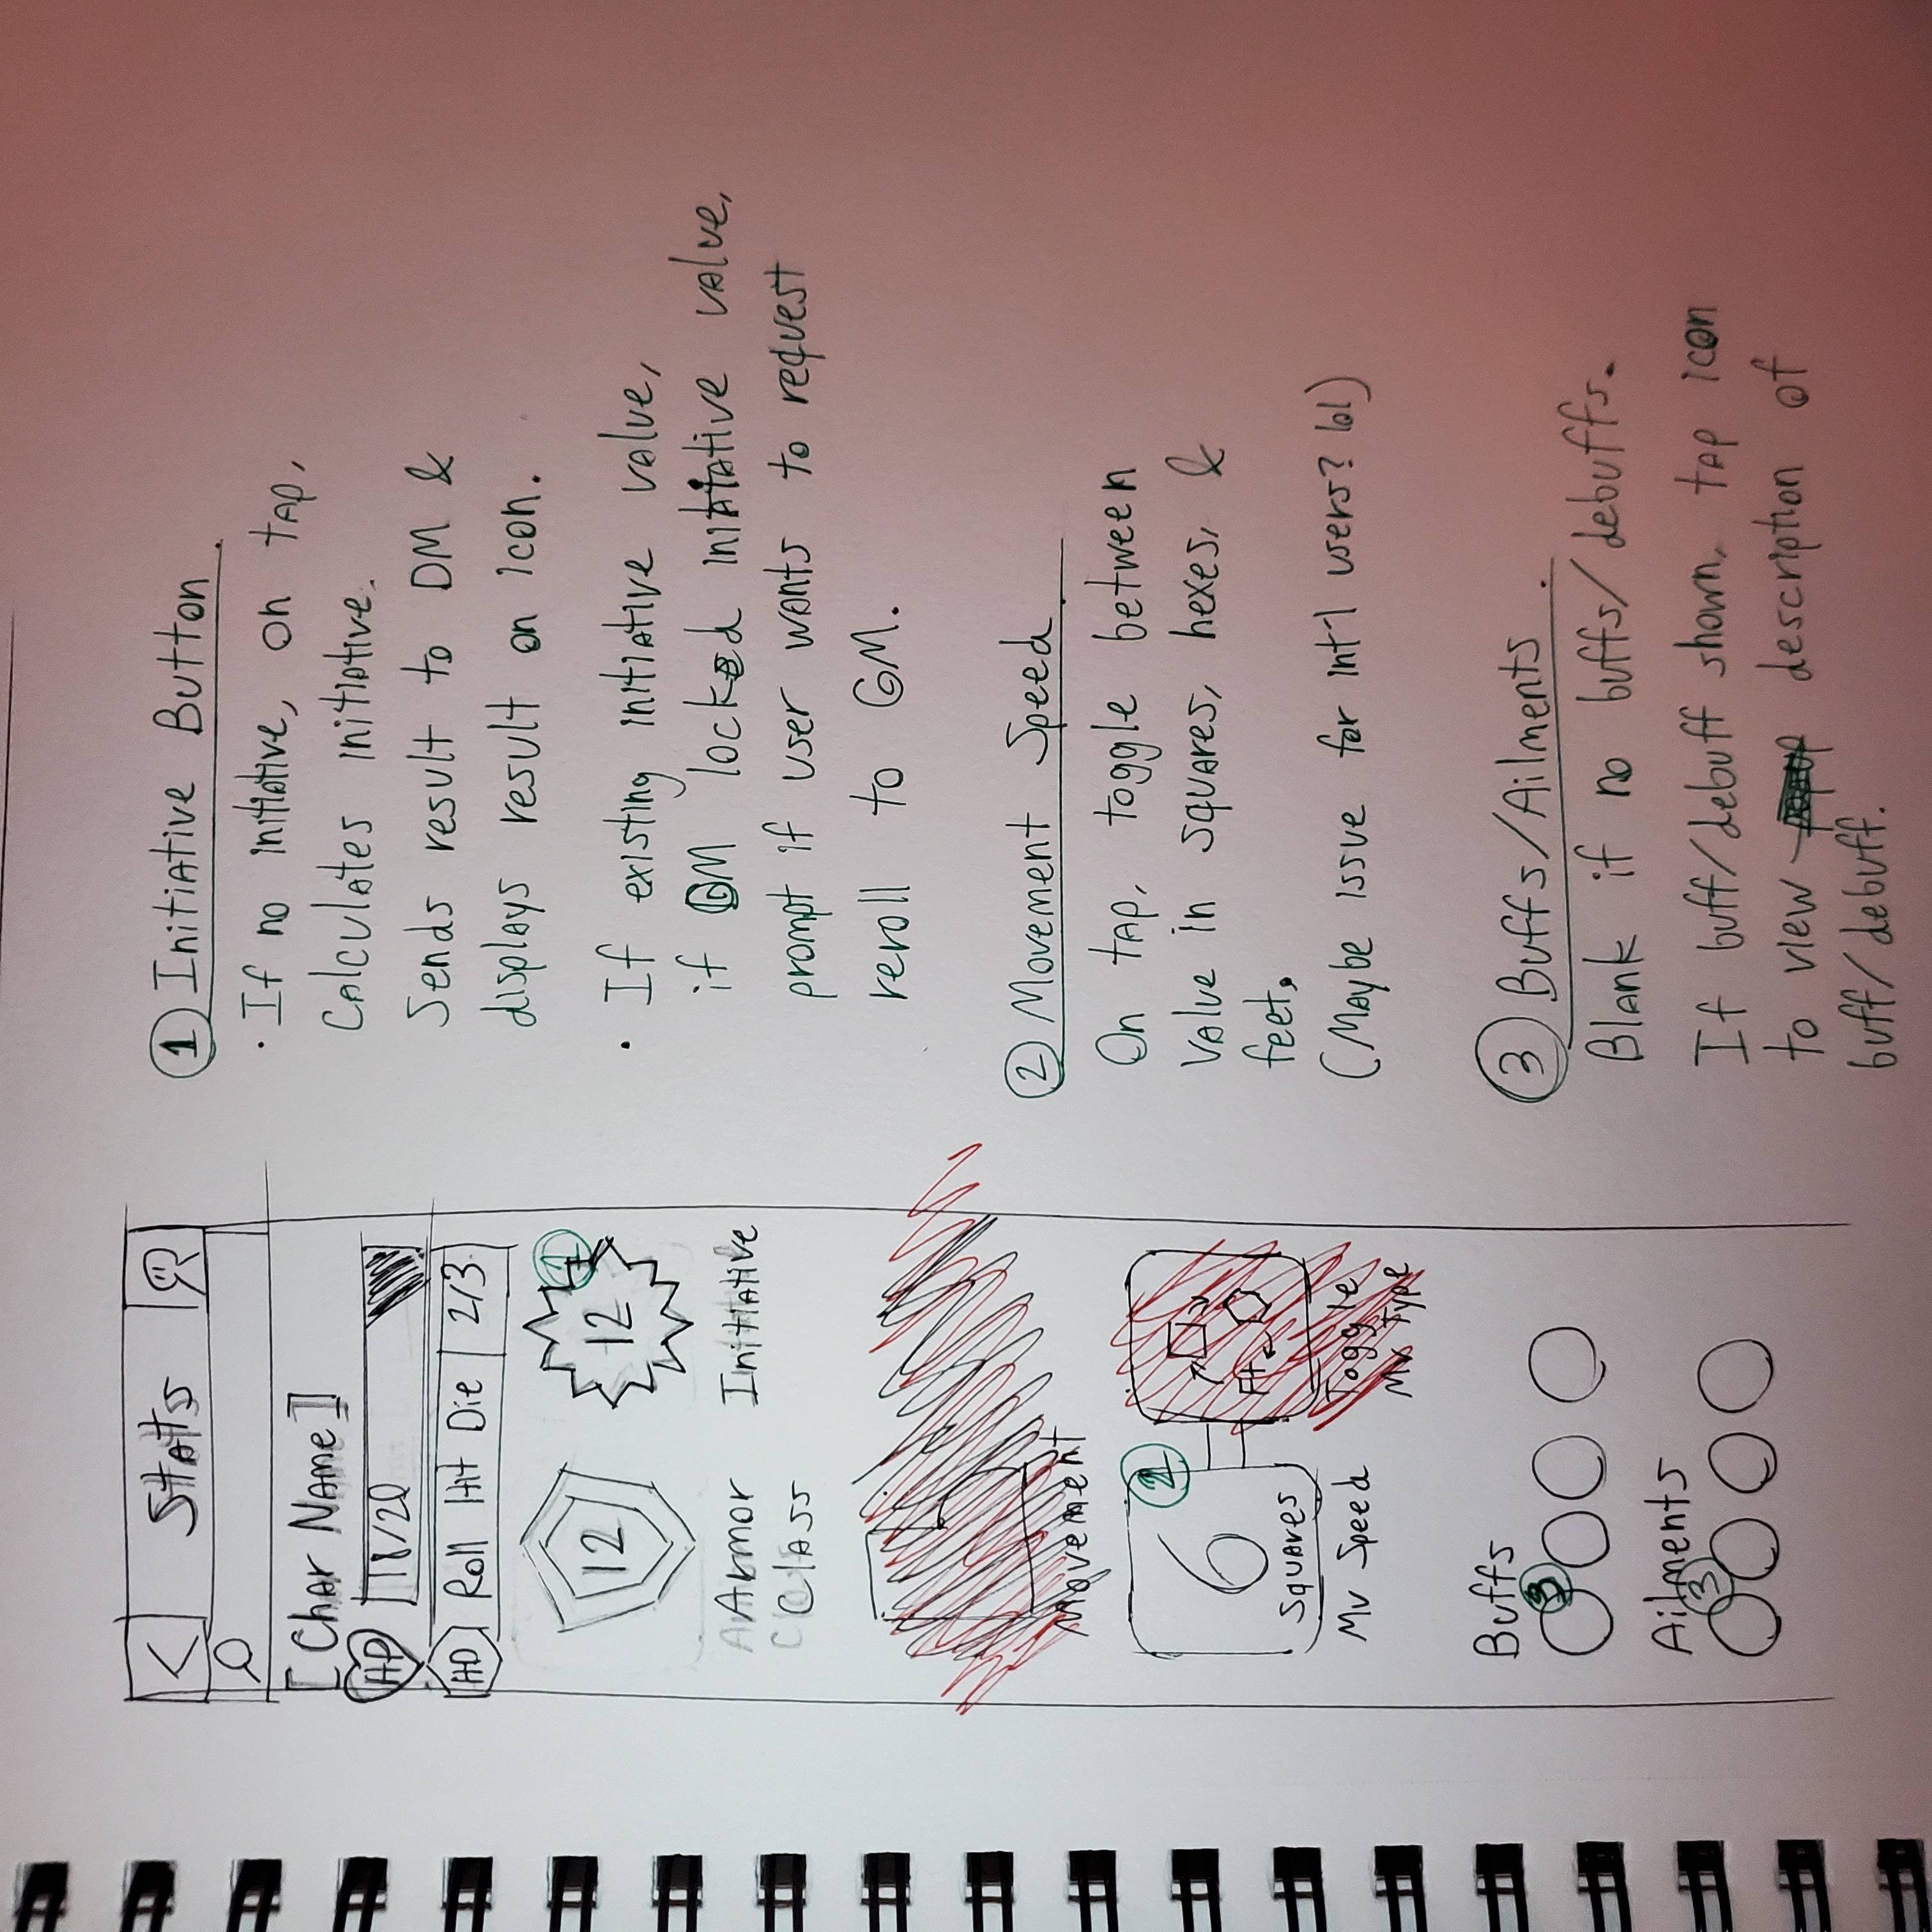 <
Stats
[Char Name]
HP
18/20
HD
Roll Hit Die
2/3
12
12
1
Armor
Class
Initiative
Movement
6
Squares
2
Mv Speed
Ft
Toggle
Mv Type
Buffs
3
Ailments
3
1 Initiative Button
· If no initiative, on tap,
Calculates initiative.
Sends result to DM &
displays result on icon.
· If existing initiative value,
if GM locked initiative value,
prompt if user wants to request
reroll to GM.
2 Movement Speed
On tap, toggle between
value in squares, hexes, &
feet.
(Maybe issue for int'l users? lol)
3 Buffs/Ailments
Blank if no buffs/debuffs.
If buff/debuff shown, tap icon
to view popup description of
buff/debuff.